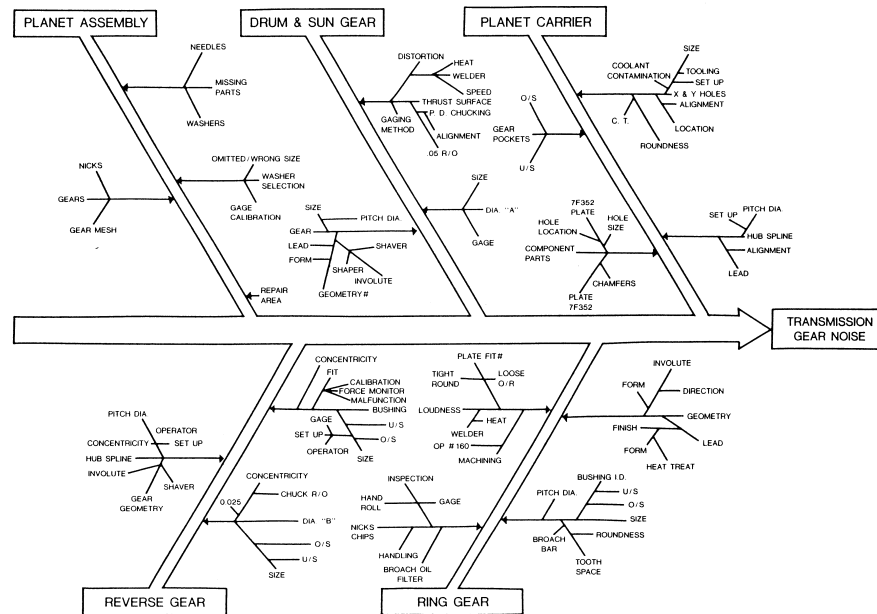 PLANET ASSEMBLY
DRUM & SUN GEAR
PLANET CARRIER
NEEDLES
MISSING
PARTS
WASHERS
OMITTED/WRONG SIZE
WASHER
SELECTION
GAGE
CALIBRATION
NICKS
GEARS
GEAR MESH
REPAIR
AREA
DISTORTION
HEAT
WELDER
SPEED
THRUST SURFACE
P. D. CHUCKING
GAGING
METHOD
ALIGNMENT
.05 R/O
SIZE
DIA. "A"
GAGE
SIZE
PITCH DIA.
GEAR
LEAD
FORM
SHAVER
SHAPER
INVOLUTE
GEOMETRY#
O/S
GEAR
POCKETS
U/S
SIZE
COOLANT
CONTAMINATION
TOOLING
SET UP
X & Y HOLES
ALIGNMENT
C. T.
LOCATION
ROUNDNESS
7F352
PLATE
HOLE
LOCATION
HOLE
SIZE
COMPONENT
PARTS
CHAMFERS
PLATE
7F352
PITCH DIA.
SET UP
HUB SPLINE
ALIGNMENT
LEAD
TRANSMISSION
GEAR NOISE
CONCENTRICITY
FIT
CALIBRATION
FORCE MONITOR
MALFUNCTION
BUSHING
GAGE
U/S
SET UP
O/S
OPERATOR
SIZE
PITCH DIA
OPERATOR
CONCENTRICITY
SET UP
HUB SPLINE
INVOLUTE
SHAVER
GEAR
GEOMETRY
CONCENTRICITY
0.025
CHUCK R/O
DIA. "B"
O/S
U/S
SIZE
PLATE FIT#
TIGHT
ROUND
LOOSE
O/R
LOUDNESS
HEAT
WELDER
OP #160
MACHINING
INSPECTION
HAND
ROLL
GAGE
NICKS
CHIPS
HANDLING
BROACH OIL
FILTER
INVOLUTE
FORM
DIRECTION
GEOMETRY
FINISH
LEAD
FORM
HEAT TREAT
BUSHING I.D.
PITCH DIA.
U/S
O/S
SIZE
BROACH
BAR
ROUNDNESS
TOOTH
SPACE
REVERSE GEAR
RING GEAR